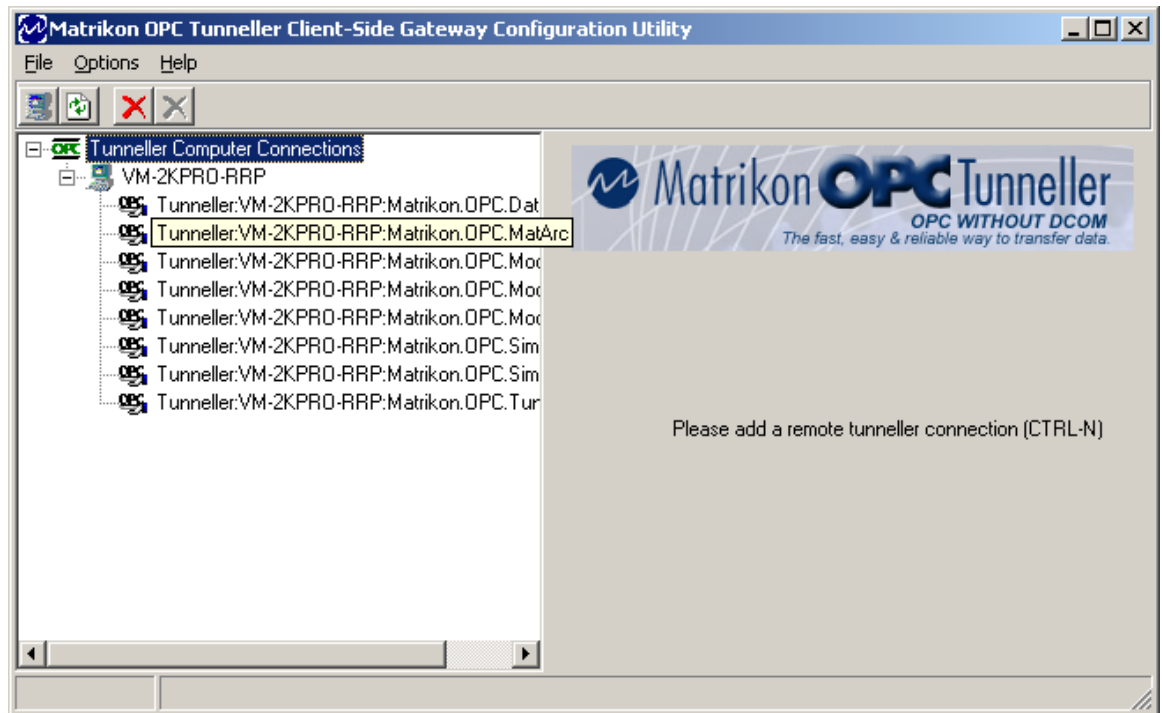 Matrikon OPC Tunneller Client-Side Gateway Configuration Utility
File Options Help
Tunneller Computer Connections
VM-2KPRO-RRP
Tunneller:VM-2KPRO-RRP:Matrikon.OPC.Dat
Tunneller:VM-2KPRO-RRP:Matrikon.OPC.MatArc
Tunneller:VM-2KPRO-RRP:Matrikon.OPC.Moc
Tunneller:VM-2KPRO-RRP:Matrikon.OPC.Moc
Tunneller:VM-2KPRO-RRP:Matrikon.OPC.Moc
Tunneller:VM-2KPRO-RRP:Matrikon.OPC.Sim
Tunneller:VM-2KPRO-RRP:Matrikon.OPC.Sim
Tunneller:VM-2KPRO-RRP:Matrikon.OPC.Tur
Matrikon OPC Tunneller
OPC WITHOUT DCOM
The fast, easy & reliable way to transfer data.
Please add a remote tunneller connection (CTRL-N)